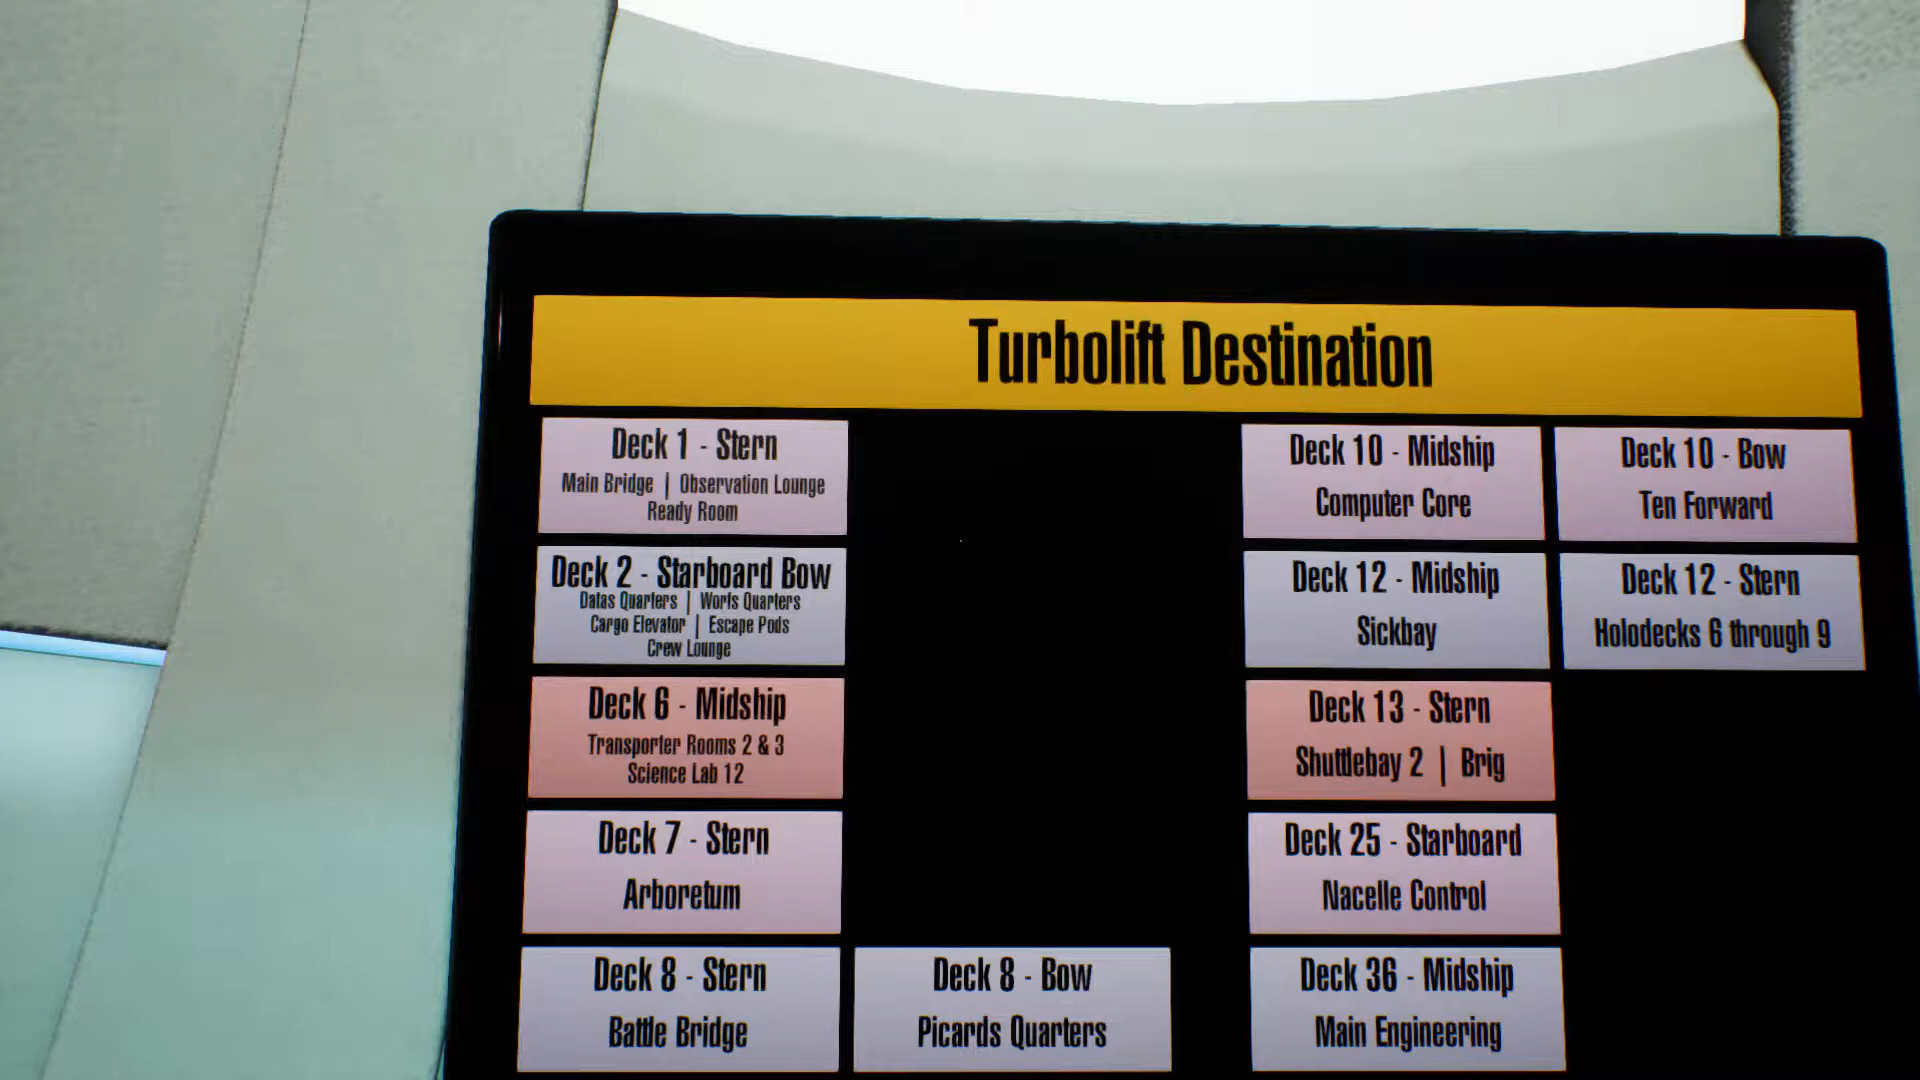 Turbolift Destination
Deck 1 - Stern
Main Bridge | Observation Lounge
Ready Room
Deck 2 - Starboard Bow
Datas Quarters | Worfs Quarters
Cargo Elevator | Escape Pods
Crew Lounge
Deck 6 - Midship
Transporter Rooms 2 & 3
Science Lab 12
Deck 7 - Stern
Arboretum
Deck 8 - Stern
Battle Bridge
Deck 8 - Bow
Picards Quarters
Deck 10 - Midship
Computer Core
Deck 10 - Bow
Ten Forward
Deck 12 - Midship
Sickbay
Deck 12 - Stern
Holodecks 6 through 9
Deck 13 - Stern
Shuttlebay 2 | Brig
Deck 25 - Starboard
Nacelle Control
Deck 36 - Midship
Main Engineering